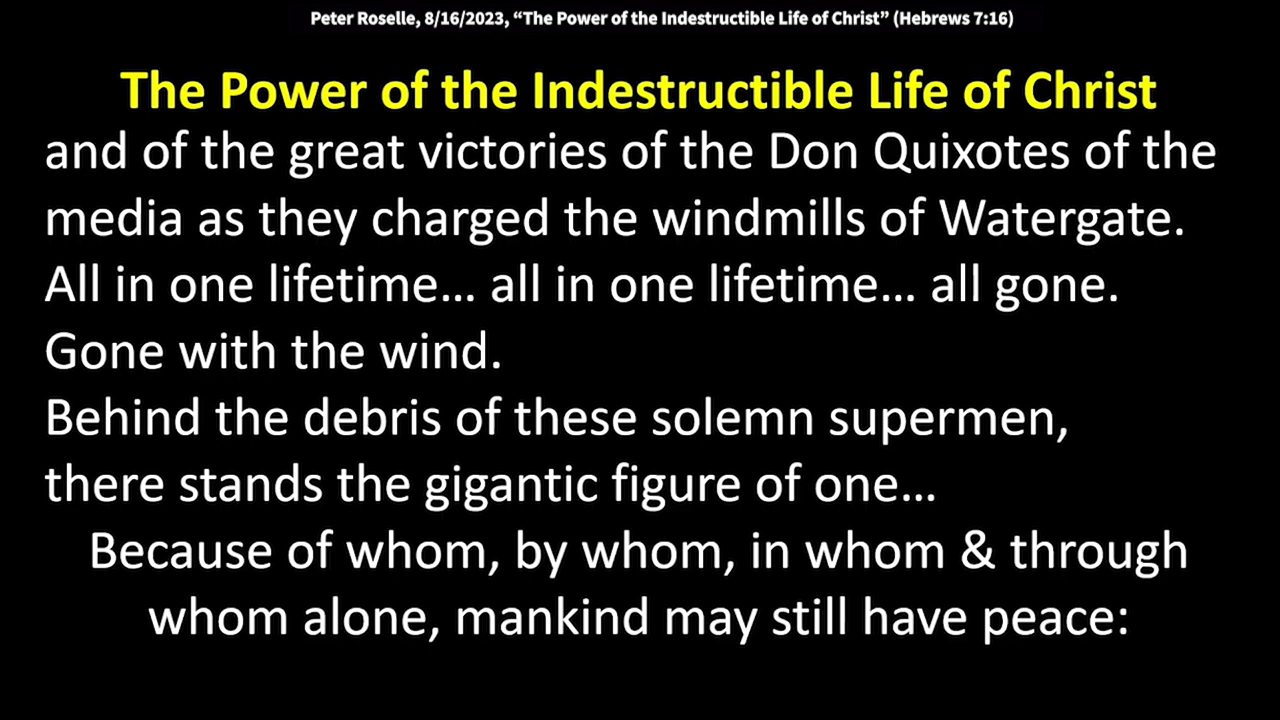 Peter Roselle, 8/16/2023, “The Power of the Indestructible Life of Christ” (Hebrews 7:16)
The Power of the Indestructible Life of Christ
and of the great victories of the Don Quixotes of the
media as they charged the windmills of Watergate.
All in one lifetime… all in one lifetime… all gone.
Gone with the wind.
Behind the debris of these solemn supermen,
there stands the gigantic figure of one…
Because of whom, by whom, in whom & through
whom alone, mankind may still have peace: